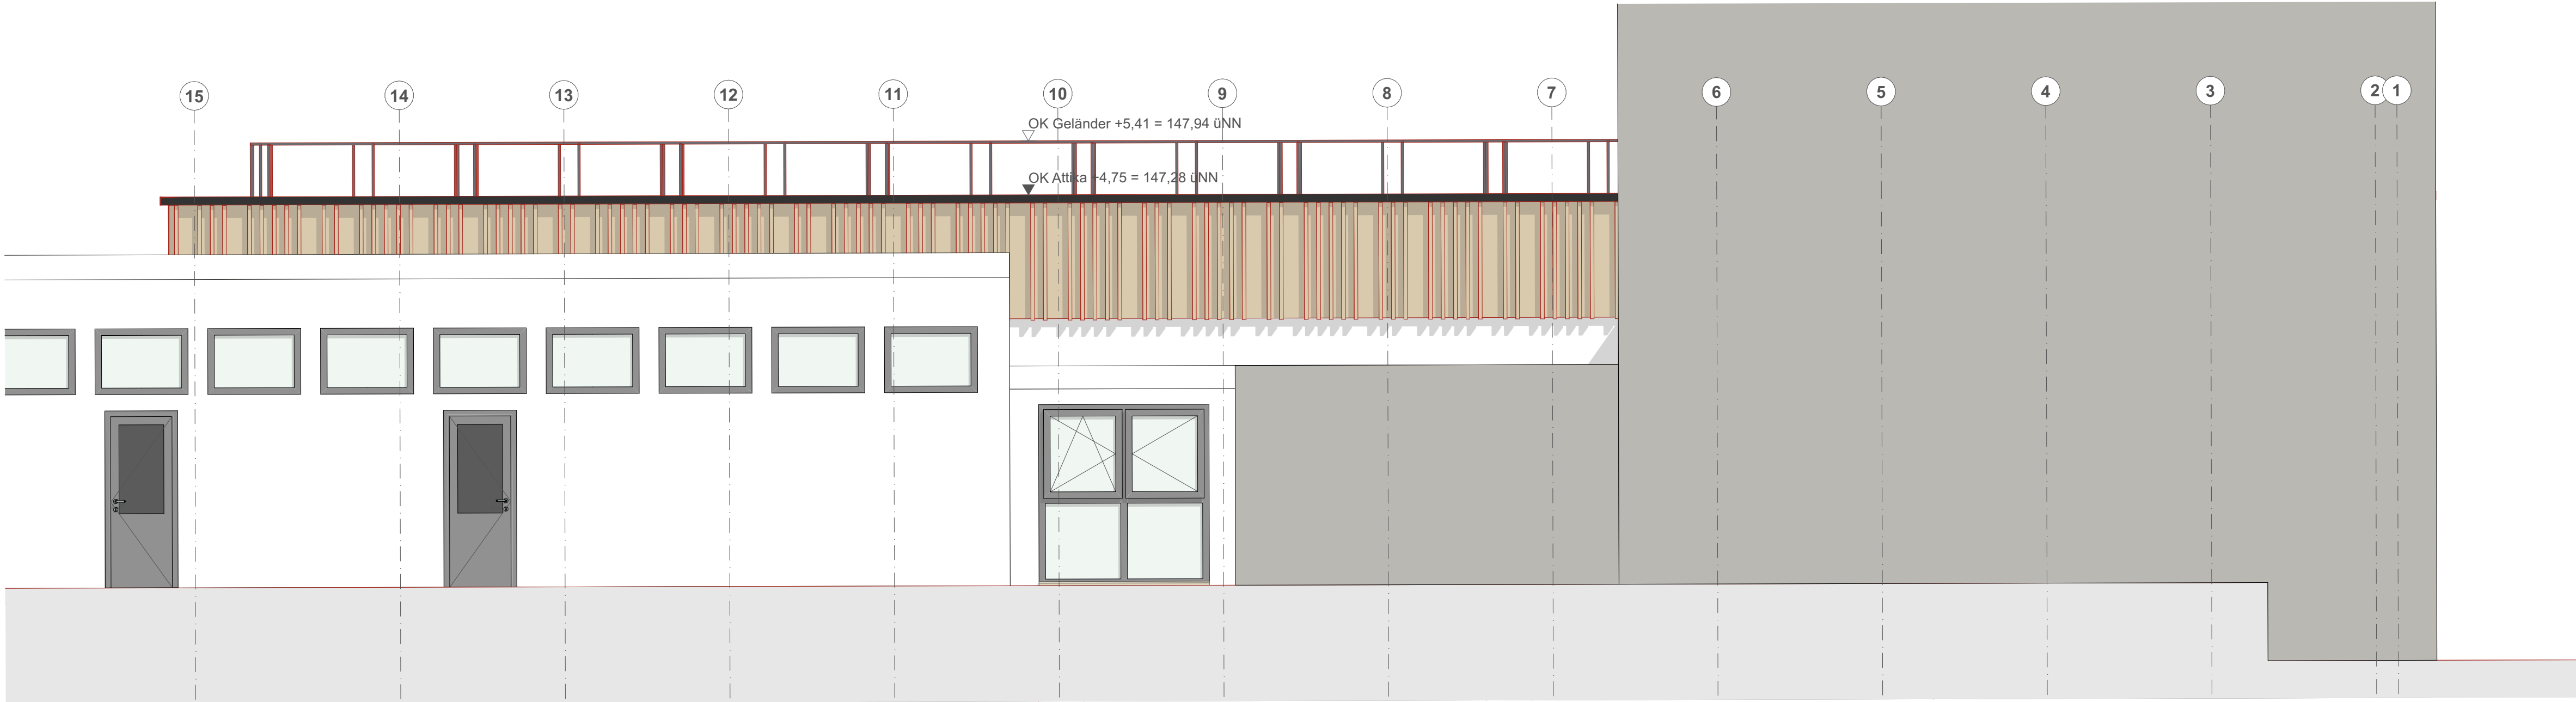 15 14 13 12 11 10 9 8 7 6 5 4 3 2 1
OK Geländer +5,41 = 147,94 üNN
OK Attika +4,75 = 147,28 üNN